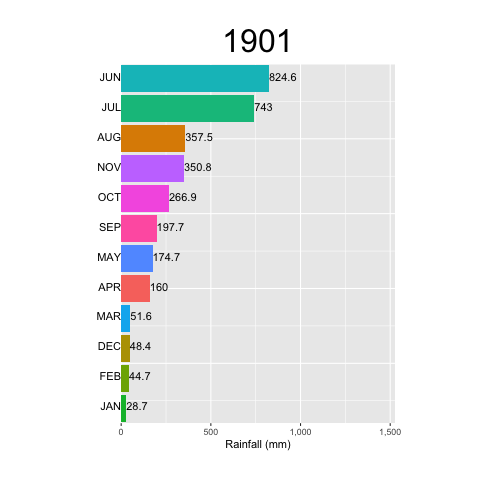 1901
JUN 824.6
JUL 743
AUG 357.5
NOV 350.8
OCT 266.9
SEP 197.7
MAY 174.7
APR 160
MAR 51.6
DEC 48.4
FEB 44.7
JAN 28.7
0 500 1,000 1,500
Rainfall (mm)